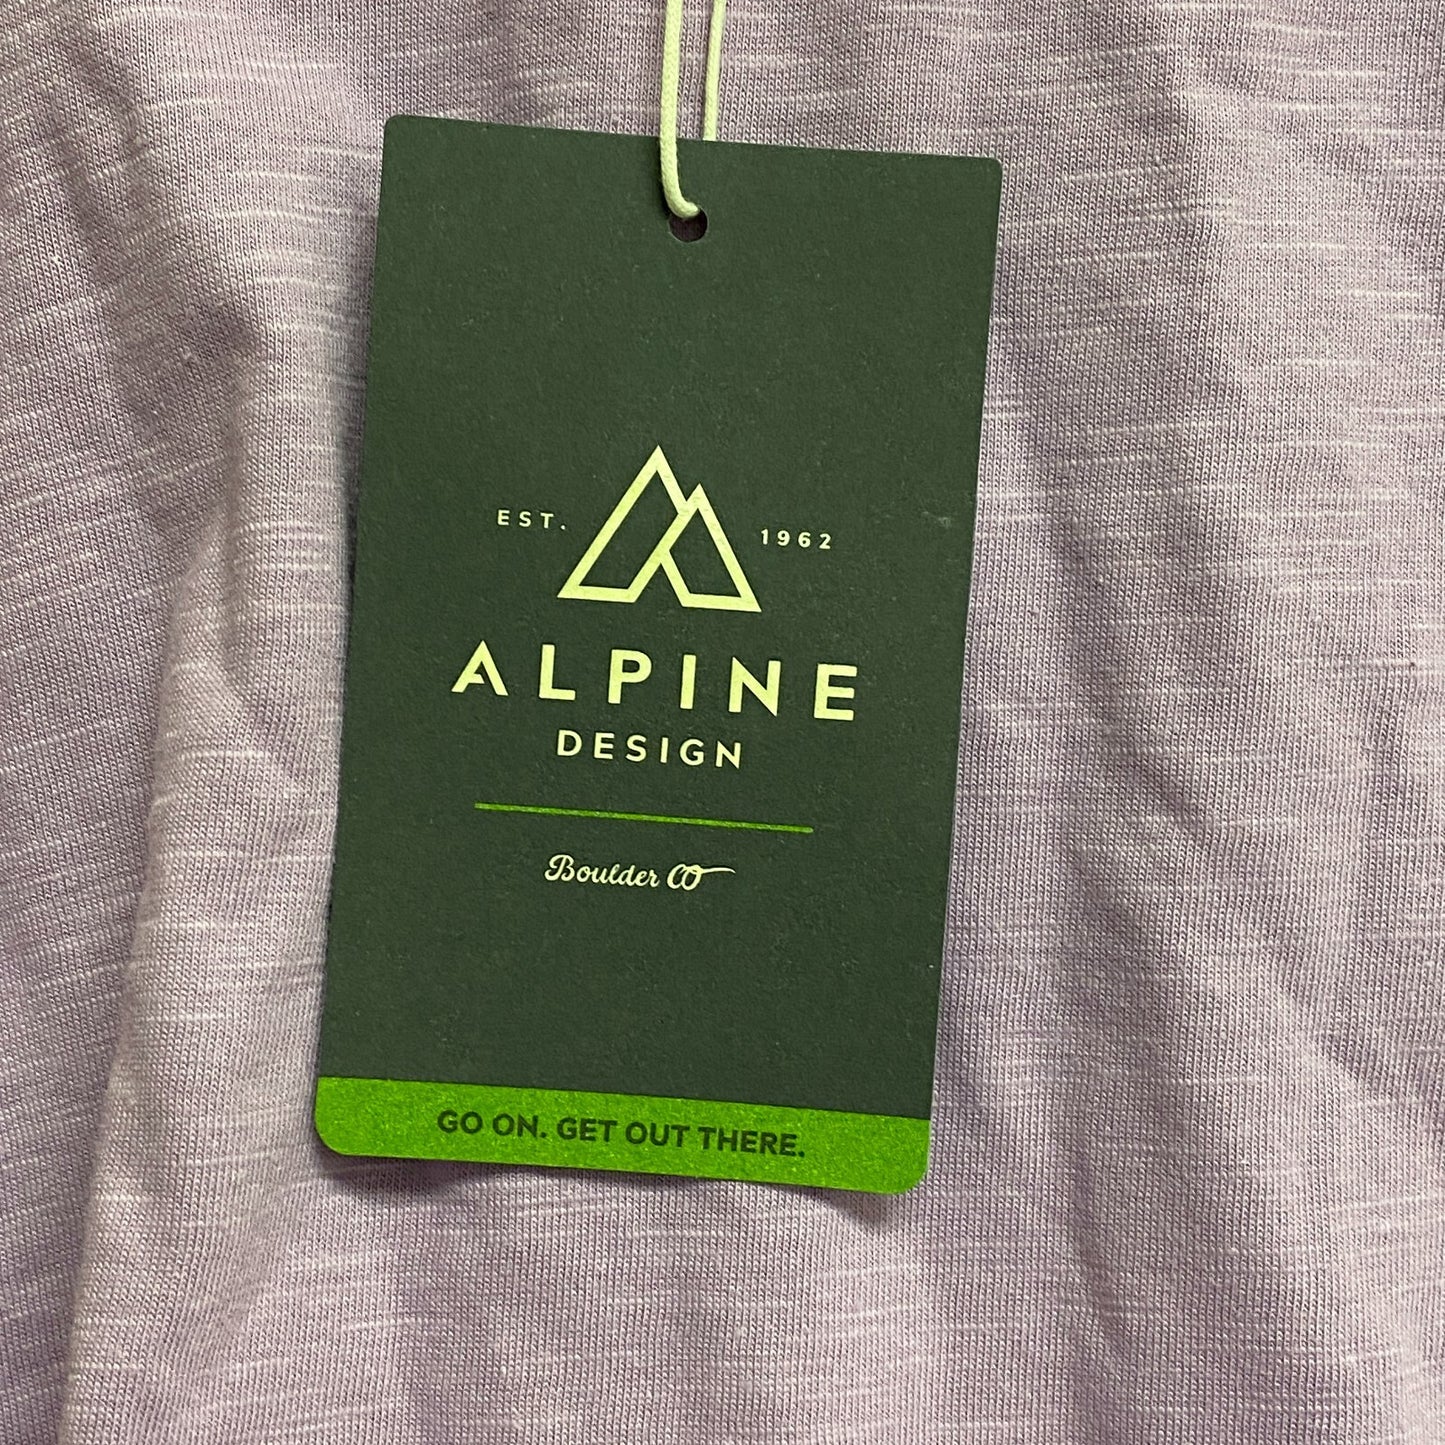 EST. 1962
ALPINE
DESIGN
Boulder CO
GO ON. GET OUT THERE.